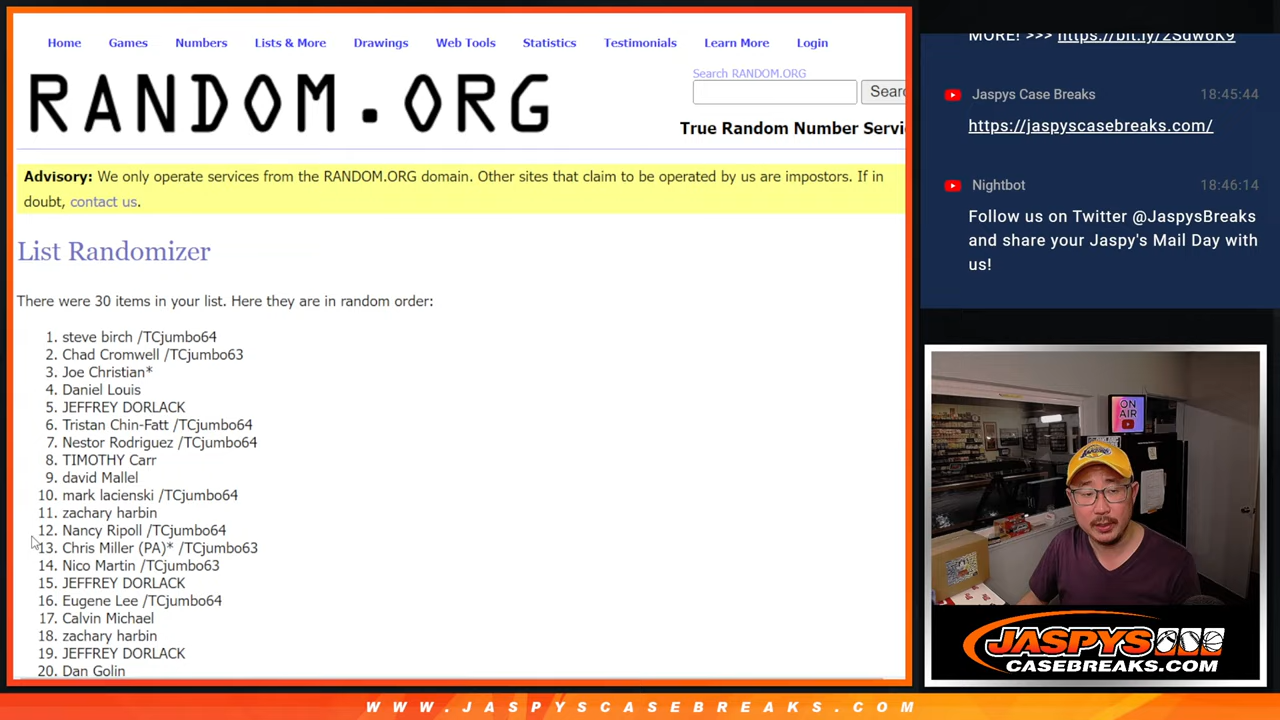 Home Games Numbers Lists & More Drawings Web Tools Statistics Testimonials Learn More Login
RANDOM.ORG
Search RANDOM.ORG
Searc
True Random Number Servi
Advisory: We only operate services from the RANDOM.ORG domain. Other sites that claim to be operated by us are impostors. If in
doubt, contact us.
List Randomizer
There were 30 items in your list. Here they are in random order:
1. steve birch /TCjumbo64
2. Chad Cromwell /TCjumbo63
3. Joe Christian*
4. Daniel Louis
5. JEFFREY DORLACK
6. Tristan Chin-Fatt /TCjumbo64
7. Nestor Rodriguez /TCjumbo64
8. TIMOTHY Carr
9. david Mallel
10. mark lacienski /TCjumbo64
11. zachary harbin
12. Nancy Ripoll /TCjumbo64
13. Chris Miller (PA)* /TCjumbo63
14. Nico Martin /TCjumbo63
15. JEFFREY DORLACK
16. Eugene Lee /TCjumbo64
17. Calvin Michael
18. zachary harbin
19. JEFFREY DORLACK
20. Dan Golin
MORE! >>> https://bit.ly/2Sdw6K9
Jaspys Case Breaks 18:45:44
https://jaspyscasebreaks.com/
Nightbot 18:46:14
Follow us on Twitter @JaspysBreaks
and share your Jaspy's Mail Day with
us!
ON
AIR
JASPYS
CASEBREAKS.COM
WWW.JASPYSCASEBREAKS.COM